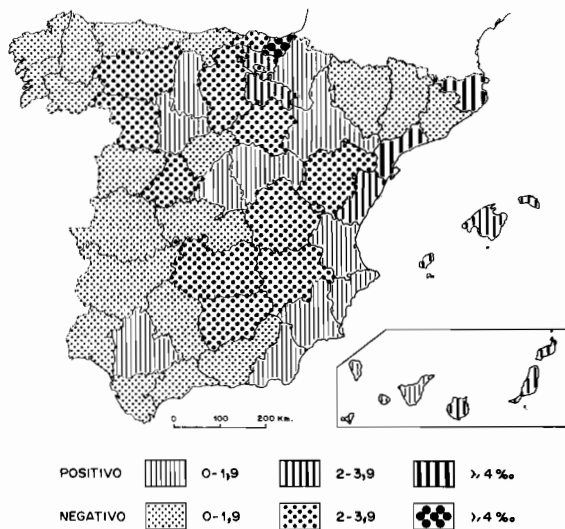 0 100 200 Km.
POSITIVO 0-1,9 2-3,9 > 4 ‰
NEGATIVO 0-1,9 2-3,9 > 4 ‰